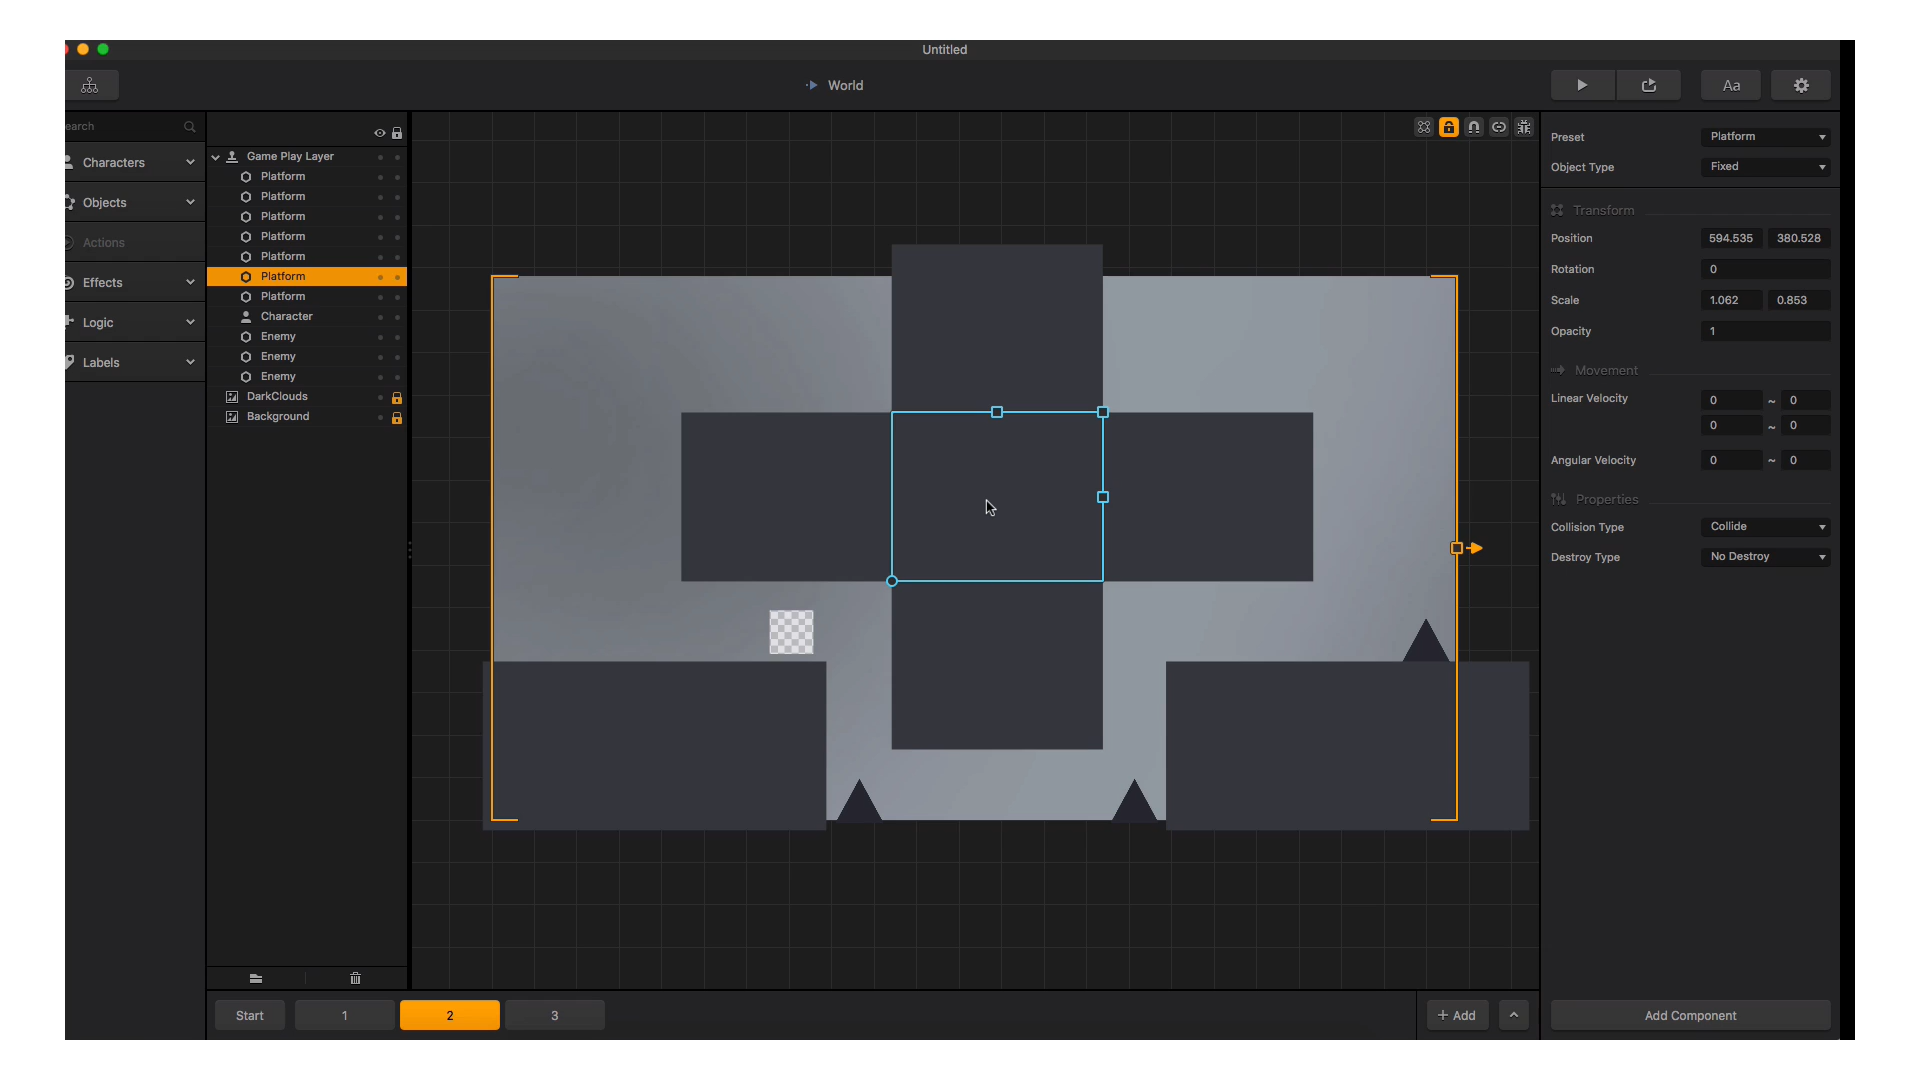 Untitled
World
Aa
earch
Characters
Objects
Actions
Effects
Logic
Labels
Game Play Layer
Platform
Platform
Platform
Platform
Platform
Platform
Platform
Character
Enemy
Enemy
Enemy
DarkClouds
Background
Preset Platform
Object Type Fixed
Transform
Position 594.535 380.528
Rotation 0
Scale 1.062 0.853
Opacity 1
Movement
Linear Velocity 0 ~ 0
0 ~ 0
Angular Velocity 0 ~ 0
Properties
Collision Type Collide
Destroy Type No Destroy
Start 1 2 3 + Add
Add Component